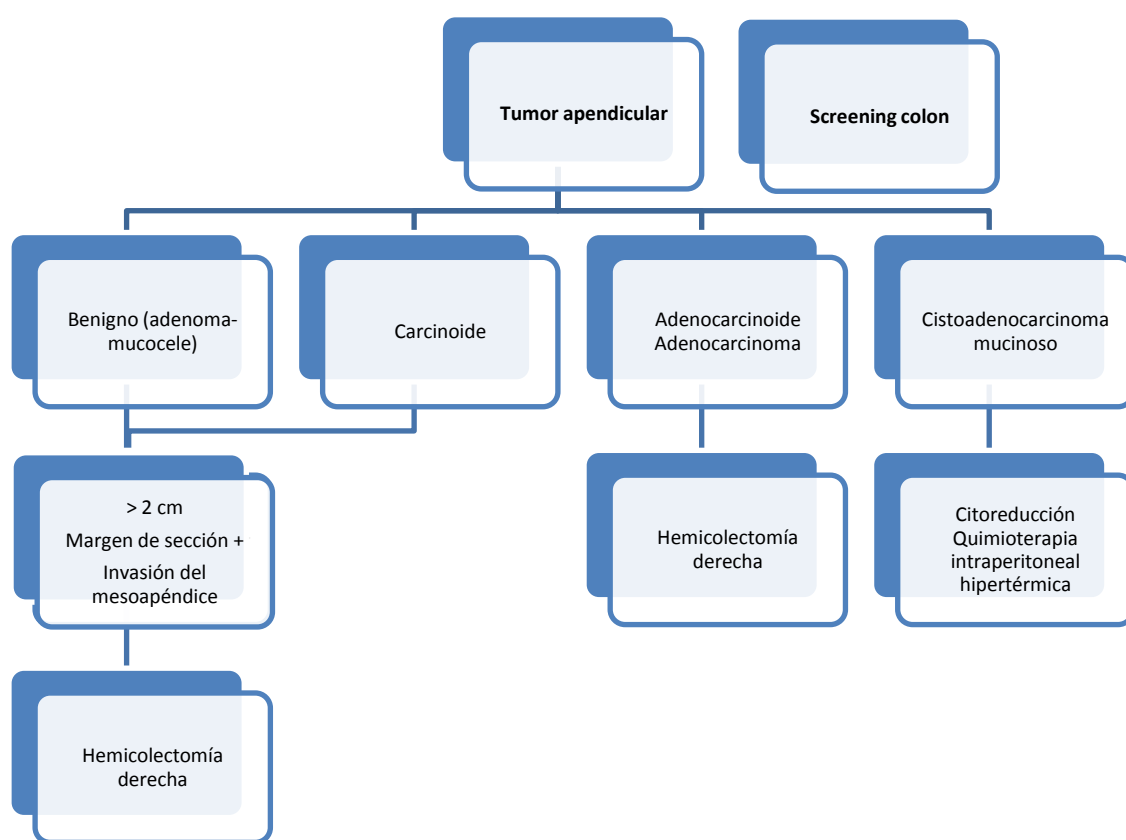 Tumor apendicular
Screening colon
Benigno (adenoma-
mucocele)
Carcinoide
Adenocarcinoide
Adenocarcinoma
Cistoadenocarcinoma
mucinoso
> 2 cm
Margen de sección +
Invasión del
mesoapéndice
Hemicolectomía
derecha
Citoreducción
Quimioterapia
intraperitoneal
hipertérmica
Hemicolectomía
derecha